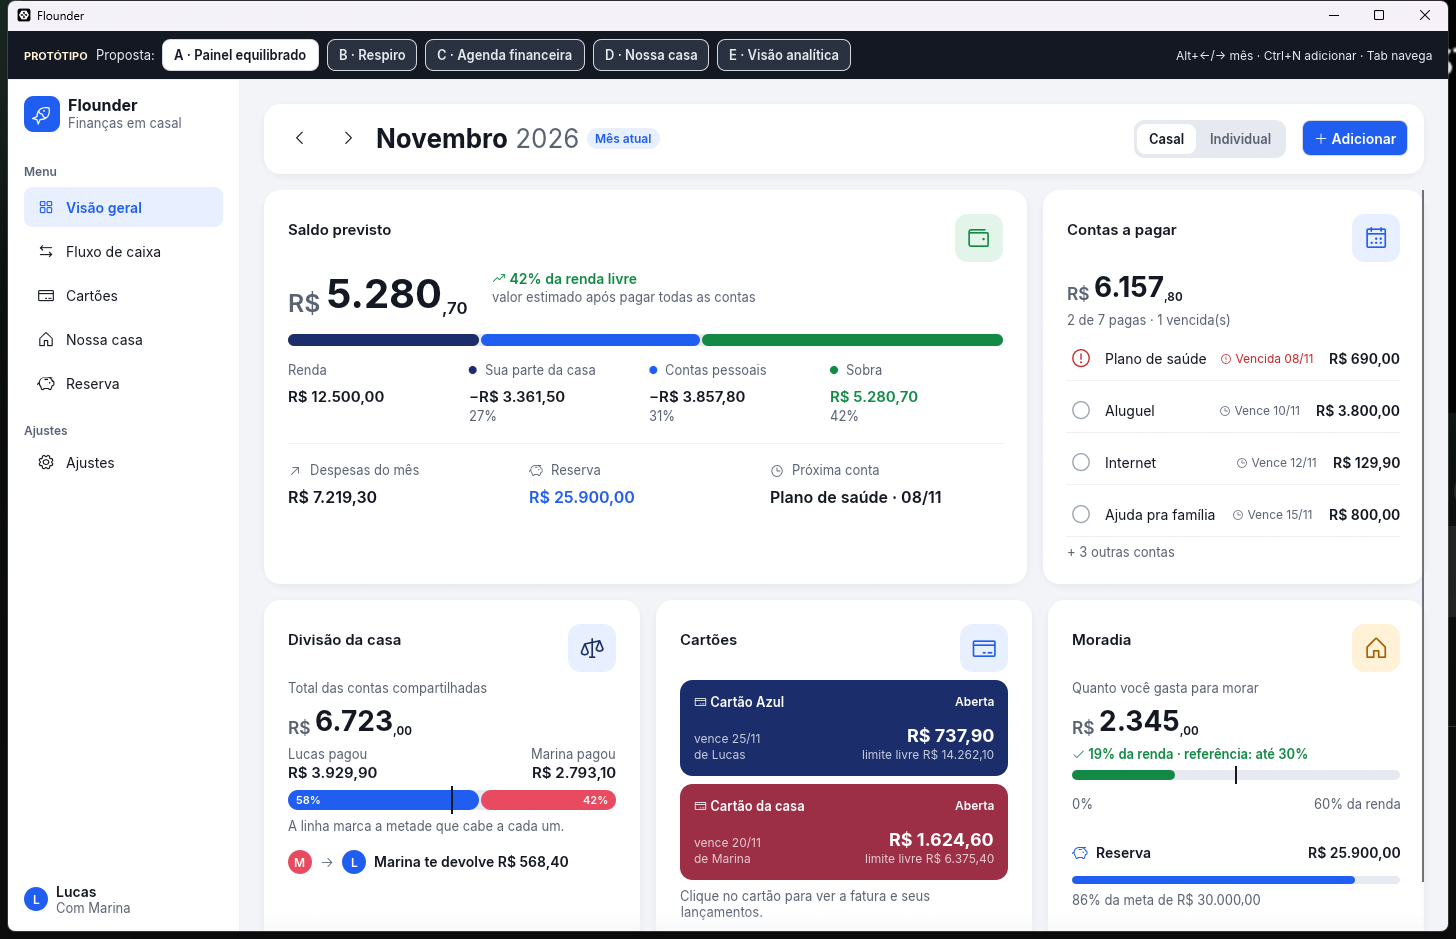 Flounder
PROTÓTIPO Proposta: A · Painel equilibrado B · Respiro C · Agenda financeira D · Nossa casa E · Visão analítica Alt+←/→ mês · Ctrl+N adicionar · Tab navega
Flounder
Finanças em casal
Menu
Visão geral
Fluxo de caixa
Cartões
Nossa casa
Reserva
Ajustes
Ajustes
L Lucas
Com Marina
Novembro 2026 Mês atual Casal Individual + Adicionar
Saldo previsto
R$ 5.280,70
42% da renda livre
valor estimado após pagar todas as contas
Renda Sua parte da casa Contas pessoais Sobra
R$ 12.500,00 −R$ 3.361,50 −R$ 3.857,80 R$ 5.280,70
27% 31% 42%
Despesas do mês Reserva Próxima conta
R$ 7.219,30 R$ 25.900,00 Plano de saúde · 08/11
Contas a pagar
R$ 6.157,80
2 de 7 pagas · 1 vencida(s)
Plano de saúde Vencida 08/11 R$ 690,00
Aluguel Vence 10/11 R$ 3.800,00
Internet Vence 12/11 R$ 129,90
Ajuda pra família Vence 15/11 R$ 800,00
+ 3 outras contas
Divisão da casa
Total das contas compartilhadas
R$ 6.723,00
Lucas pagou Marina pagou
R$ 3.929,90 R$ 2.793,10
58% 42%
A linha marca a metade que cabe a cada um.
M → L Marina te devolve R$ 568,40
Cartões
Cartão Azul Aberta
R$ 737,90
vence 25/11
de Lucas limite livre R$ 14.262,10
Cartão da casa Aberta
R$ 1.624,60
vence 20/11
de Marina limite livre R$ 6.375,40
Clique no cartão para ver a fatura e seus
lançamentos.
Moradia
Quanto você gasta para morar
R$ 2.345,00
19% da renda · referência: até 30%
0% 60% da renda
Reserva R$ 25.900,00
86% da meta de R$ 30.000,00